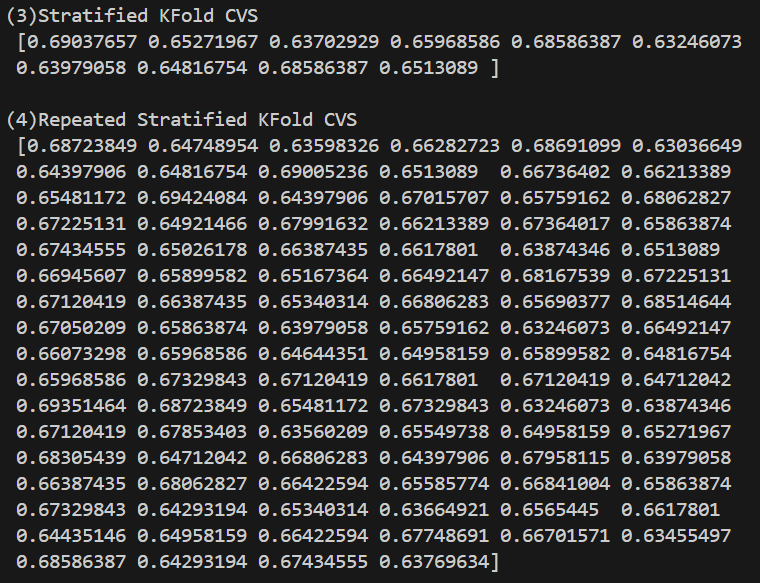 (3)Stratified KFold CVS
[0.69037657 0.65271967 0.63702929 0.65968586 0.68586387 0.63246073
0.63979058 0.64816754 0.68586387 0.6513089 ]
(4)Repeated Stratified KFold CVS
[0.68723849 0.64748954 0.63598326 0.66282723 0.68691099 0.63036649
0.64397906 0.64816754 0.69005236 0.6513089  0.66736402 0.66213389
0.65481172 0.69424084 0.64397906 0.67015707 0.65759162 0.68062827
0.67225131 0.64921466 0.67991632 0.66213389 0.67364017 0.65863874
0.67434555 0.65026178 0.66387435 0.6617801  0.63874346 0.6513089
0.66945607 0.65899582 0.65167364 0.66492147 0.68167539 0.67225131
0.67120419 0.66387435 0.65340314 0.66806283 0.65690377 0.68514644
0.67050209 0.65863874 0.63979058 0.65759162 0.63246073 0.66492147
0.66073298 0.65968586 0.64644351 0.64958159 0.65899582 0.64816754
0.65968586 0.67329843 0.67120419 0.6617801  0.67120419 0.64712042
0.69351464 0.68723849 0.65481172 0.67329843 0.63246073 0.63874346
0.67120419 0.67853403 0.63560209 0.65549738 0.64958159 0.65271967
0.68305439 0.64712042 0.66806283 0.64397906 0.67958115 0.63979058
0.66387435 0.68062827 0.66422594 0.65585774 0.66841004 0.65863874
0.67329843 0.64293194 0.65340314 0.63664921 0.6565445  0.6617801
0.64435146 0.64958159 0.66422594 0.67748691 0.66701571 0.63455497
0.68586387 0.64293194 0.67434555 0.63769634]